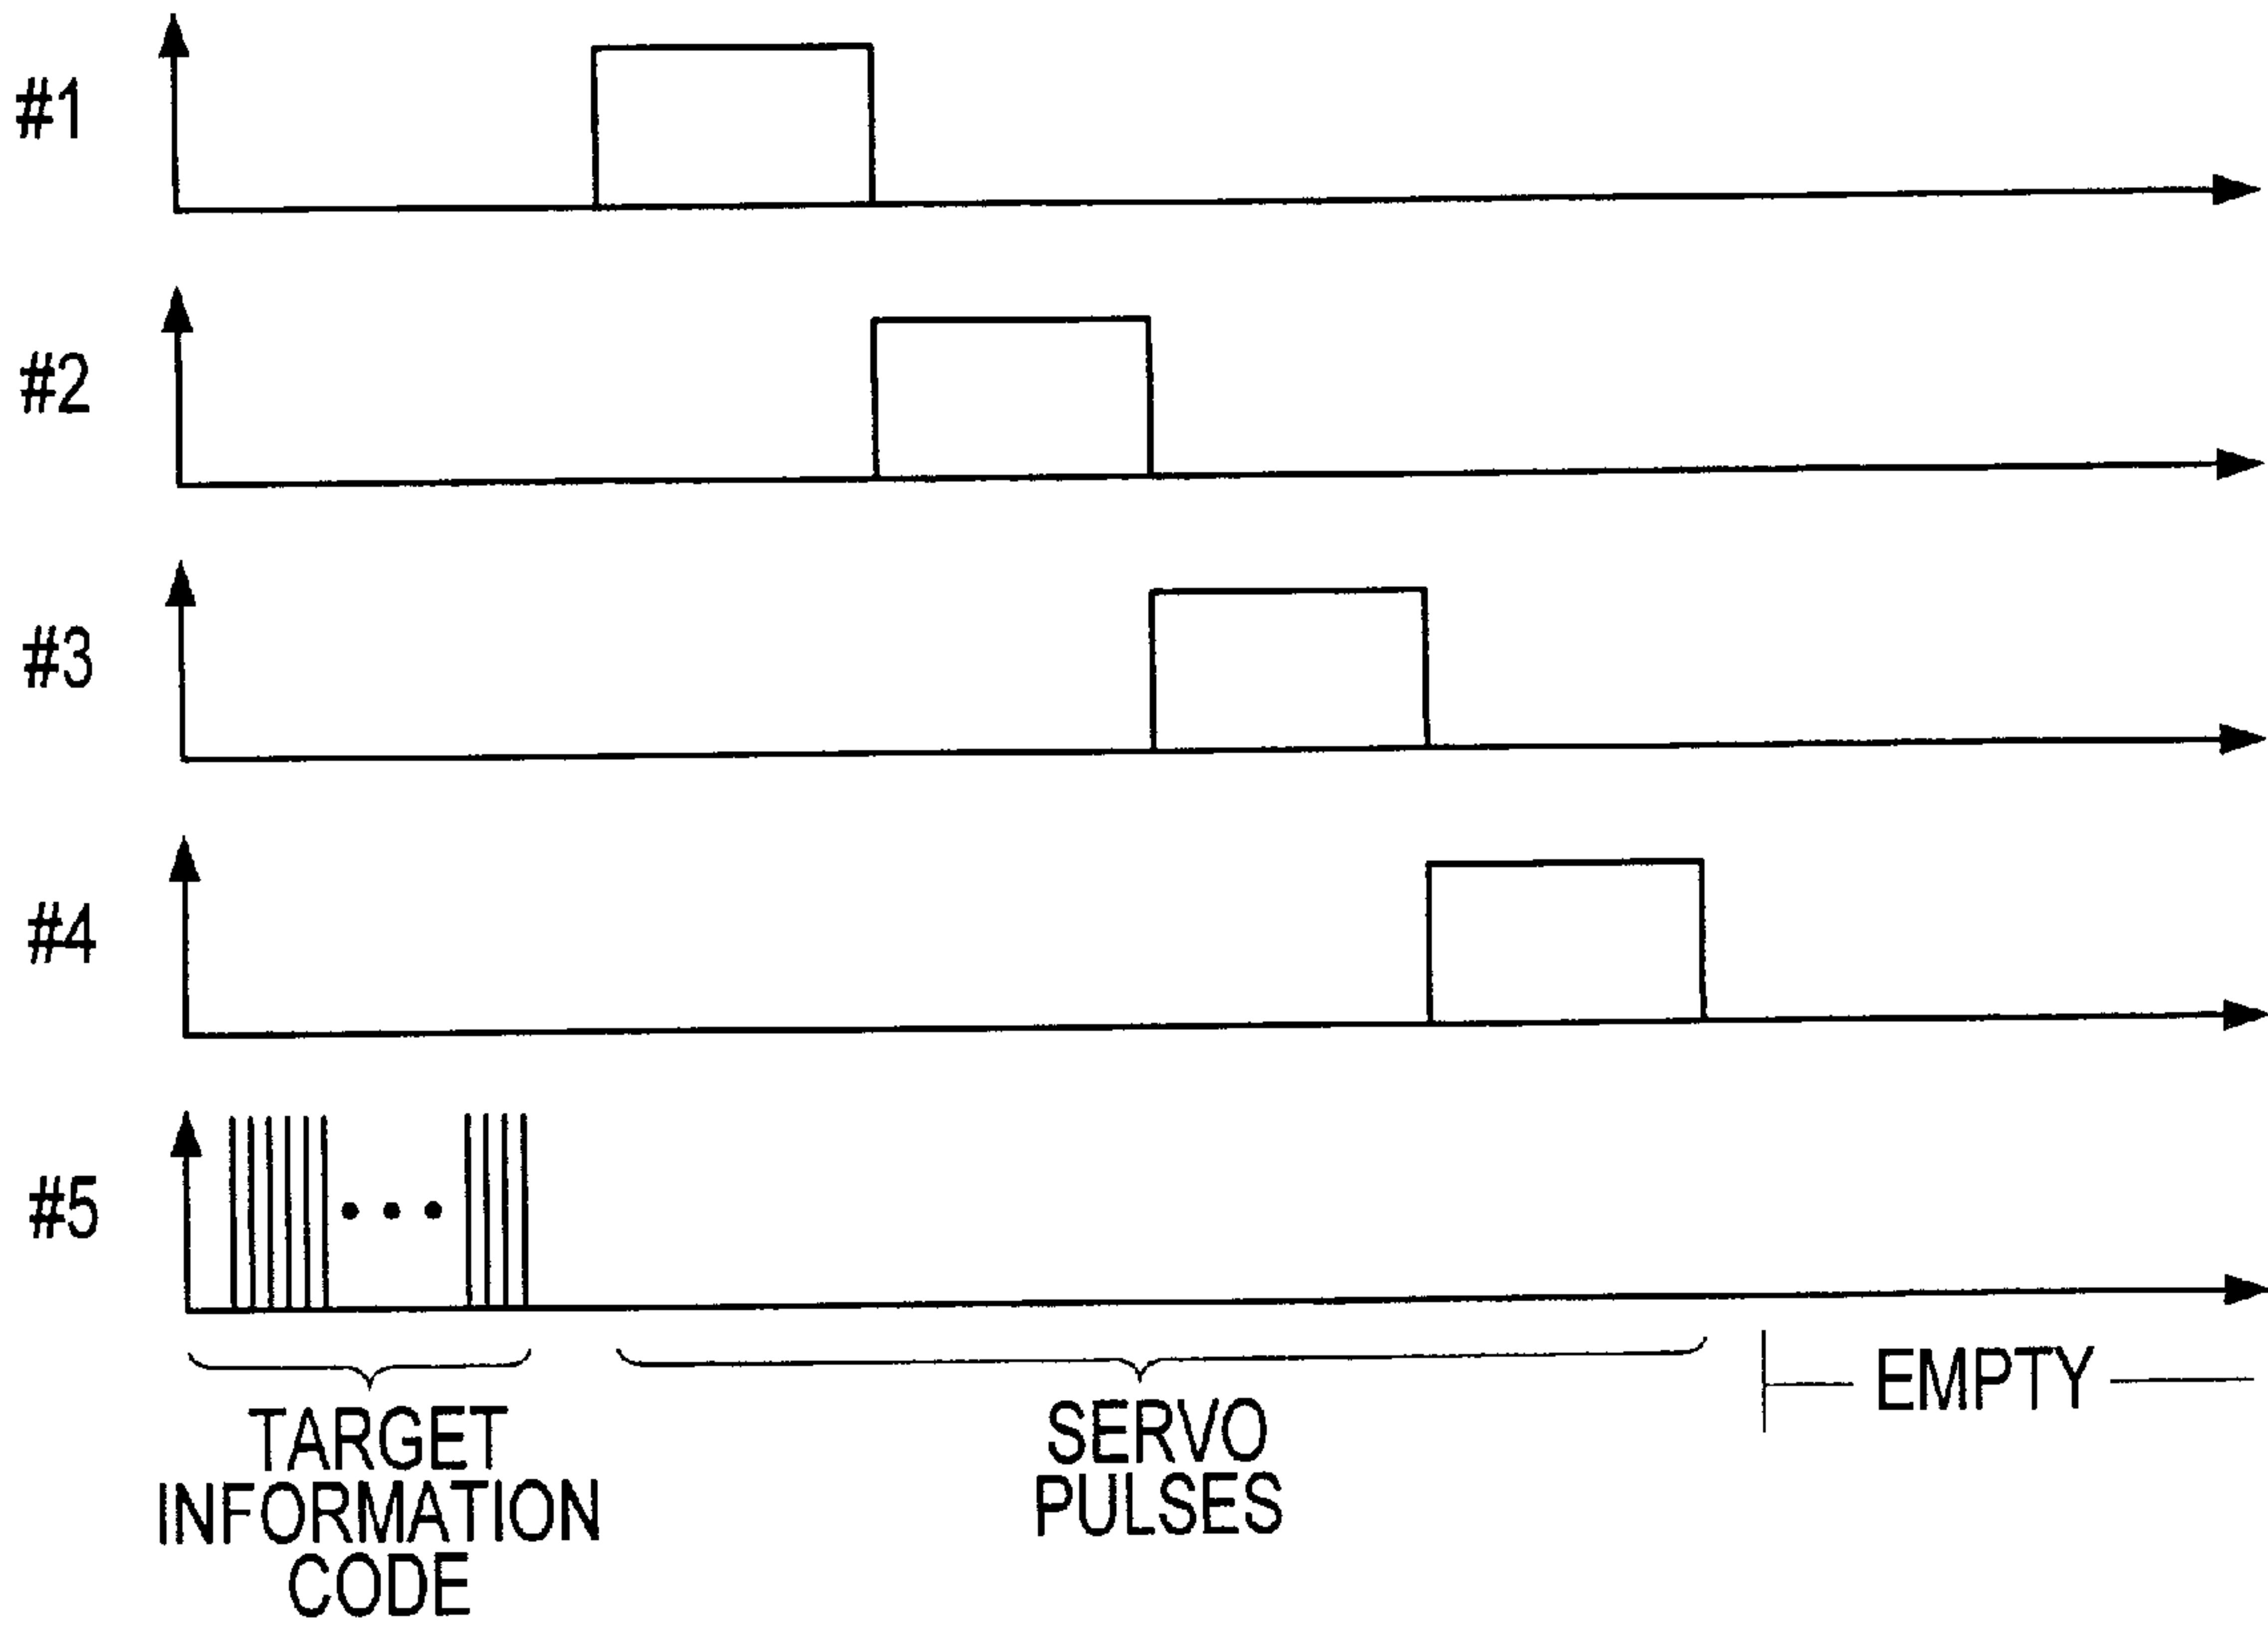 #1
#2
#3
#4
#5
TARGET
INFORMATION
CODE
SERVO
PULSES
EMPTY